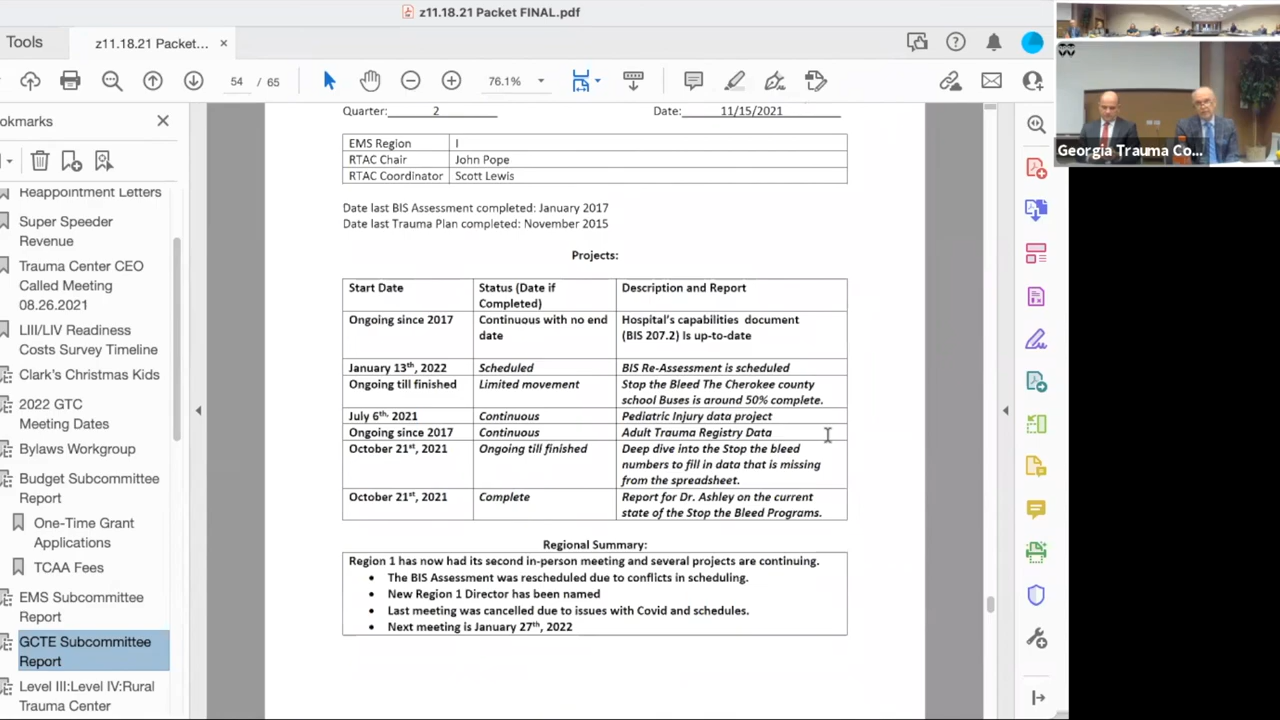 z11.18.21 Packet FINAL.pdf
Tools
z11.18.21 Packet...
54 / 65
76.1%
okmarks
Reappointment Letters
Super Speeder
Revenue
Trauma Center CEO
Called Meeting
08.26.2021
LIII/LIV Readiness
Costs Survey Timeline
Clark's Christmas Kids
2022 GTC
Meeting Dates
Bylaws Workgroup
Budget Subcommittee
Report
One-Time Grant
Applications
TCAA Fees
EMS Subcommittee
Report
GCTE Subcommittee
Report
Level III:Level IV:Rural
Trauma Center
Quarter: 2 Date: 11/15/2021
EMS Region I
RTAC Chair John Pope
RTAC Coordinator Scott Lewis
Date last BIS Assessment completed: January 2017
Date last Trauma Plan completed: November 2015
Projects:
Start Date Status (Date if Description and Report
Completed)
Ongoing since 2017 Continuous with no end Hospital's capabilities document
date (BIS 207.2) Is up-to-date
January 13th, 2022 Scheduled BIS Re-Assessment is scheduled
Ongoing till finished Limited movement Stop the Bleed The Cherokee county
school Buses is around 50% complete.
July 6th, 2021 Continuous Pediatric Injury data project
Ongoing since 2017 Continuous Adult Trauma Registry Data
October 21st, 2021 Ongoing till finished Deep dive into the Stop the bleed
numbers to fill in data that is missing
from the spreadsheet.
October 21st, 2021 Complete Report for Dr. Ashley on the current
state of the Stop the Bleed Programs.
Regional Summary:
Region 1 has now had its second in-person meeting and several projects are continuing.
• The BIS Assessment was rescheduled due to conflicts in scheduling.
• New Region 1 Director has been named
• Last meeting was cancelled due to issues with Covid and schedules.
• Next meeting is January 27th, 2022
Georgia Trauma Co...